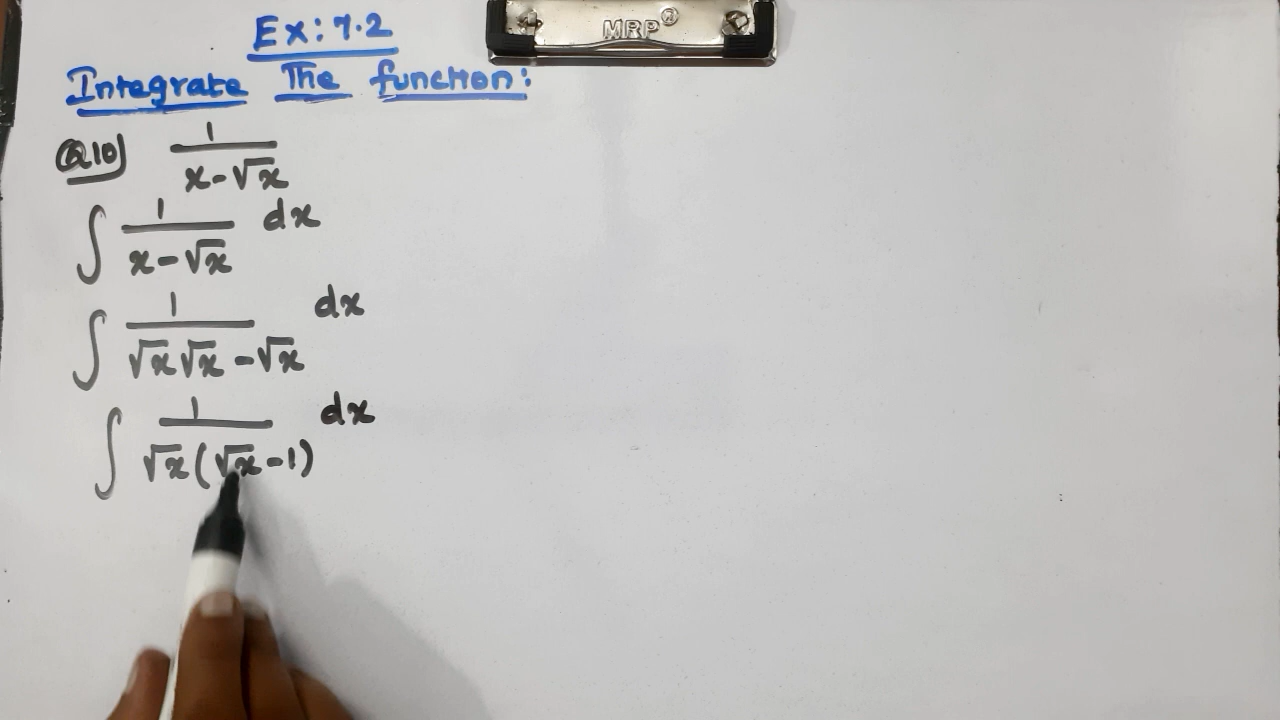 MRP®
Ex: 7.2
Integrate The function:
Q10) 1/(x-√x)
∫ 1/(x-√x) dx
∫ 1/(√x√x-√x) dx
∫ 1/(√x(√x-1)) dx